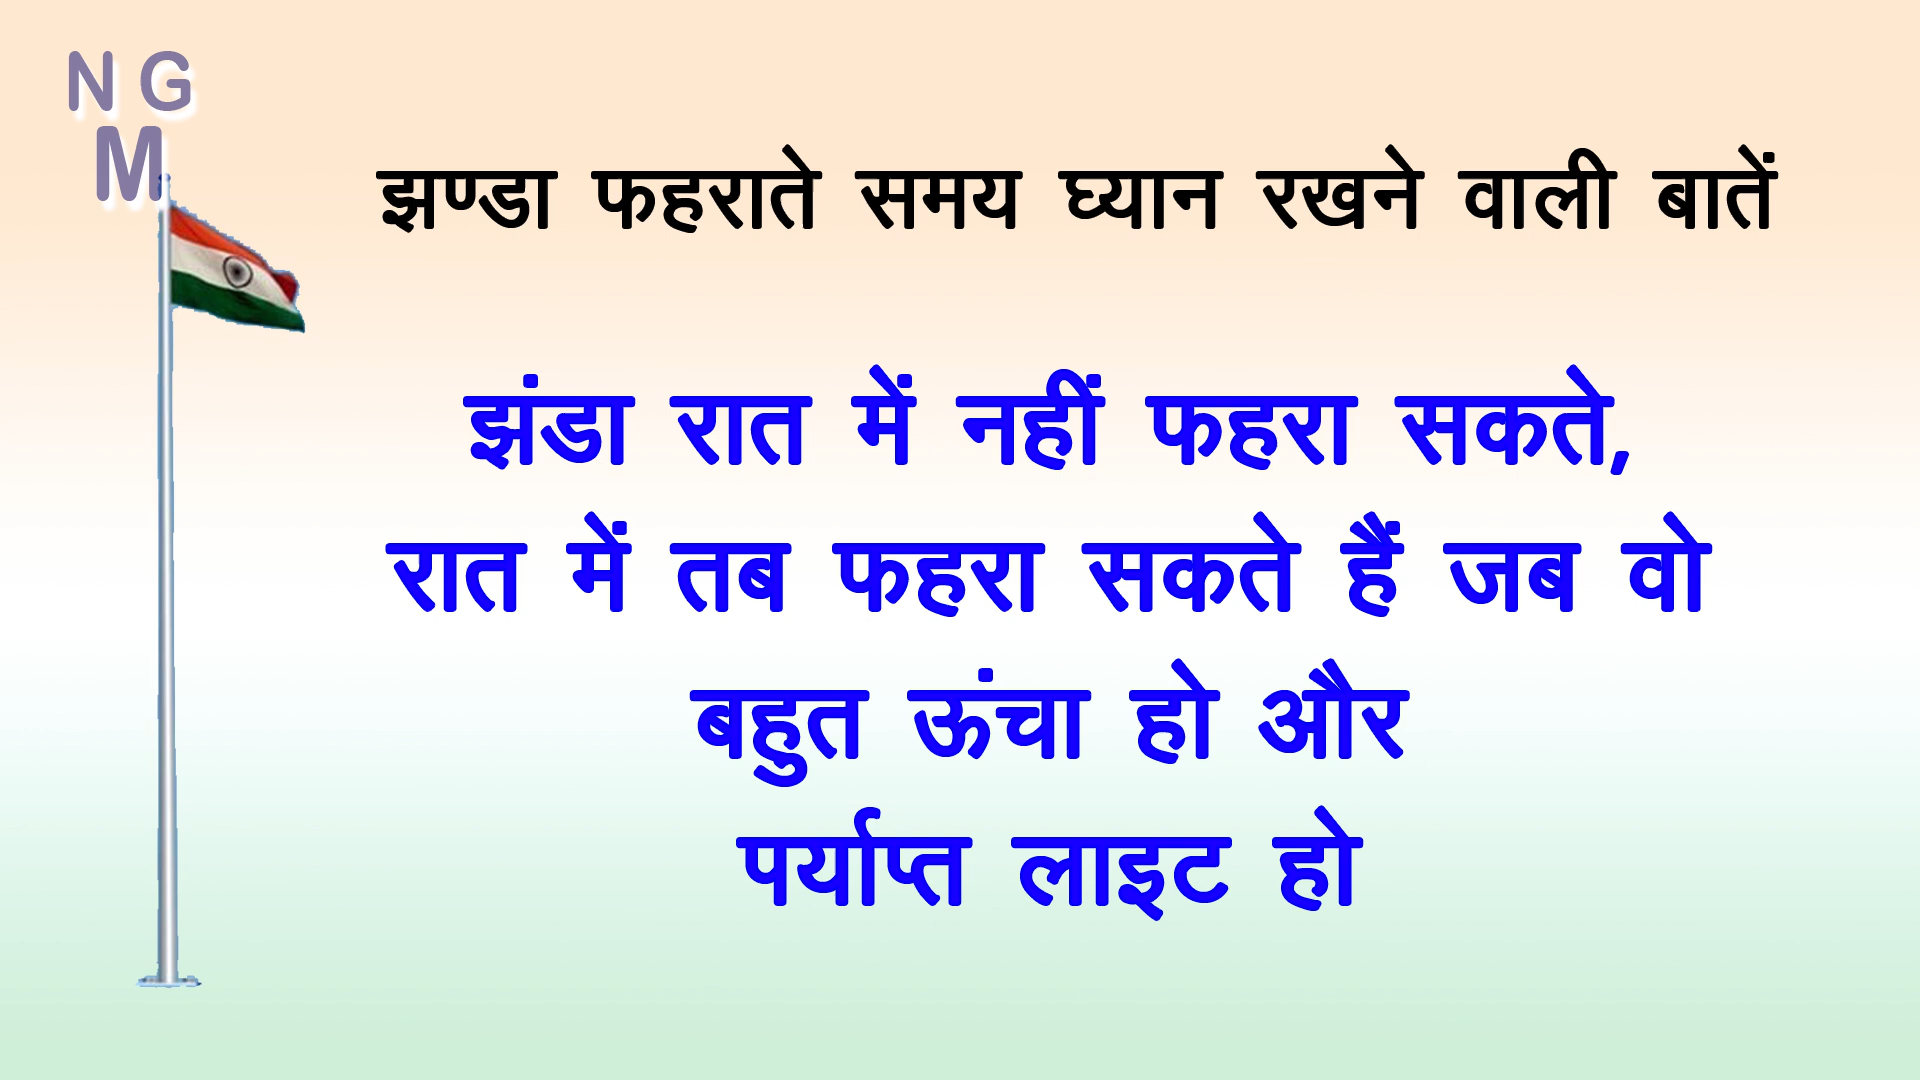 N G
M
झण्डा फहराते समय घ्यान रखने वाली बातें
झंडा रात में नहीं फहरा सकते,
रात में तब फहरा सकते हैं जब वो
बहुत ऊंचा हो और
पर्याप्त लाइट हो